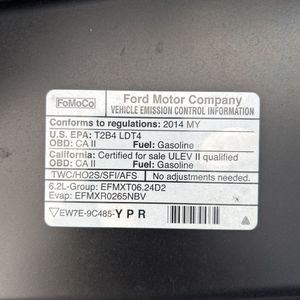 FoMoCo
Ford Motor Company
VEHICLE EMISSION CONTROL INFORMATION
Conforms to regulations: 2014 MY
U.S. EPA: T2B4 LDT4
OBD: CA II Fuel: Gasoline
California: Certified for sale ULEV II qualified
OBD: CA II Fuel: Gasoline
TWC/HO2S/SFI/AFS No adjustments needed.
6.2L-Group: EFMXT06.24D2
Evap: EFMXR0265NBV
EW7E-9C485-YPR